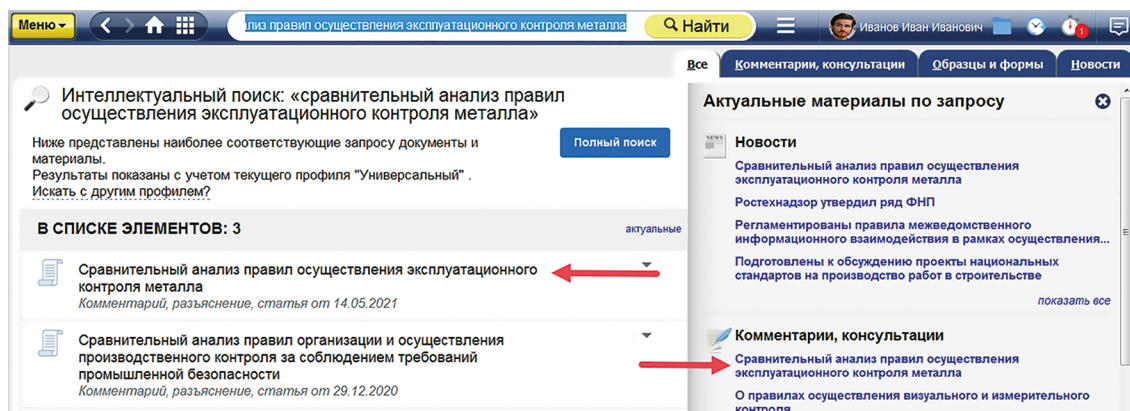 Меню
лиз правил осуществления эксплуатационного контроля металла
Найти
Иванов Иван Иванович
1
Все
Комментарии, консультации
Образцы и формы
Новости
Интеллектуальный поиск: «сравнительный анализ правил
осуществления эксплуатационного контроля металла»
Ниже представлены наиболее соответствующие запросу документы и
материалы.
Результаты показаны с учетом текущего профиля "Универсальный" .
Искать с другим профилем?
Полный поиск
В СПИСКЕ ЭЛЕМЕНТОВ: 3
актуальные
Сравнительный анализ правил осуществления эксплуатационного
контроля металла
Комментарий, разъяснение, статья от 14.05.2021
Сравнительный анализ правил организации и осуществления
производственного контроля за соблюдением требований
промышленной безопасности
Комментарий, разъяснение, статья от 29.12.2020
Актуальные материалы по запросу
NEWS
Новости
Сравнительный анализ правил осуществления
эксплуатационного контроля металла
Ростехнадзор утвердил ряд ФНП
Регламентированы правила межведомственного
информационного взаимодействия в рамках осуществления...
Подготовлены к обсуждению проекты национальных
стандартов на производство работ в строительстве
показать все
Комментарии, консультации
Сравнительный анализ правил осуществления
эксплуатационного контроля металла
О правилах осуществления визуального и измерительного
контроля